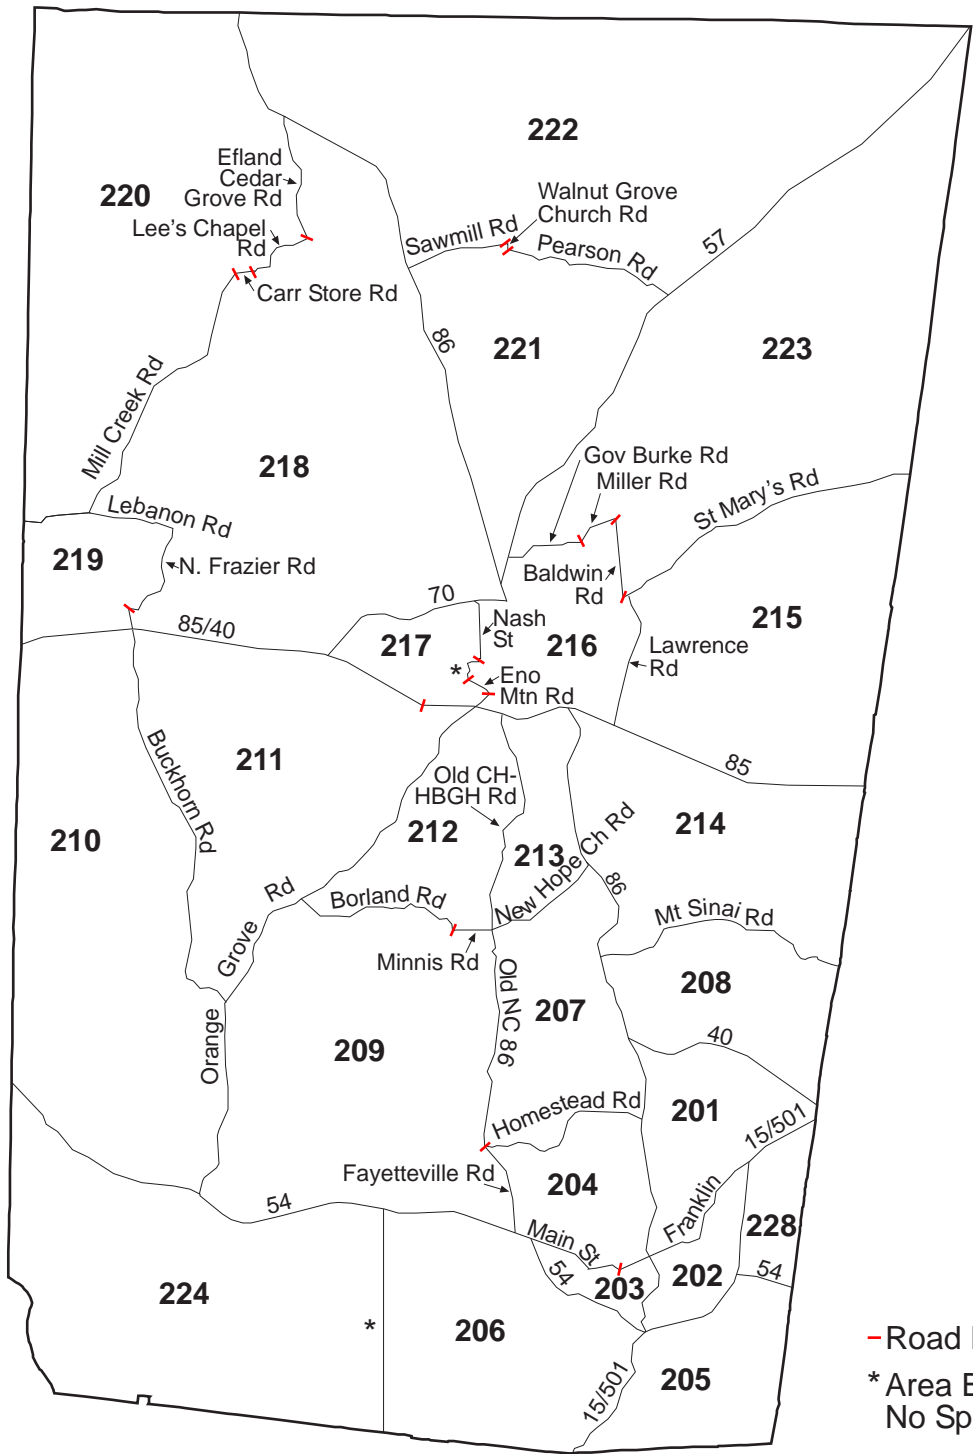 222
Efland
Cedar
Grove Rd
220
Walnut Grove
Church Rd
Lee's Chapel
Rd
Sawmill Rd
Pearson Rd
57
Carr Store Rd
86
221
223
Mill Creek Rd
Gov Burke Rd
218
Miller Rd
St Mary's Rd
Lebanon Rd
219
N. Frazier Rd
Baldwin
Rd
70
85/40
Nash
St
217
216
215
Lawrence
Rd
*
Eno
Mtn Rd
Buckhorn Rd
211
Old CH-
HBGH Rd
85
212
214
210
213
New Hope Ch Rd
86
Borland Rd
Mt Sinai Rd
Orange Grove Rd
Minnis Rd
Old NC 86
208
207
209
40
Homestead Rd
201
15/501
Fayetteville Rd
204
Franklin
54
Main St
228
54
203
202
54
224
206
*
15/501
205
Road
* Area
No